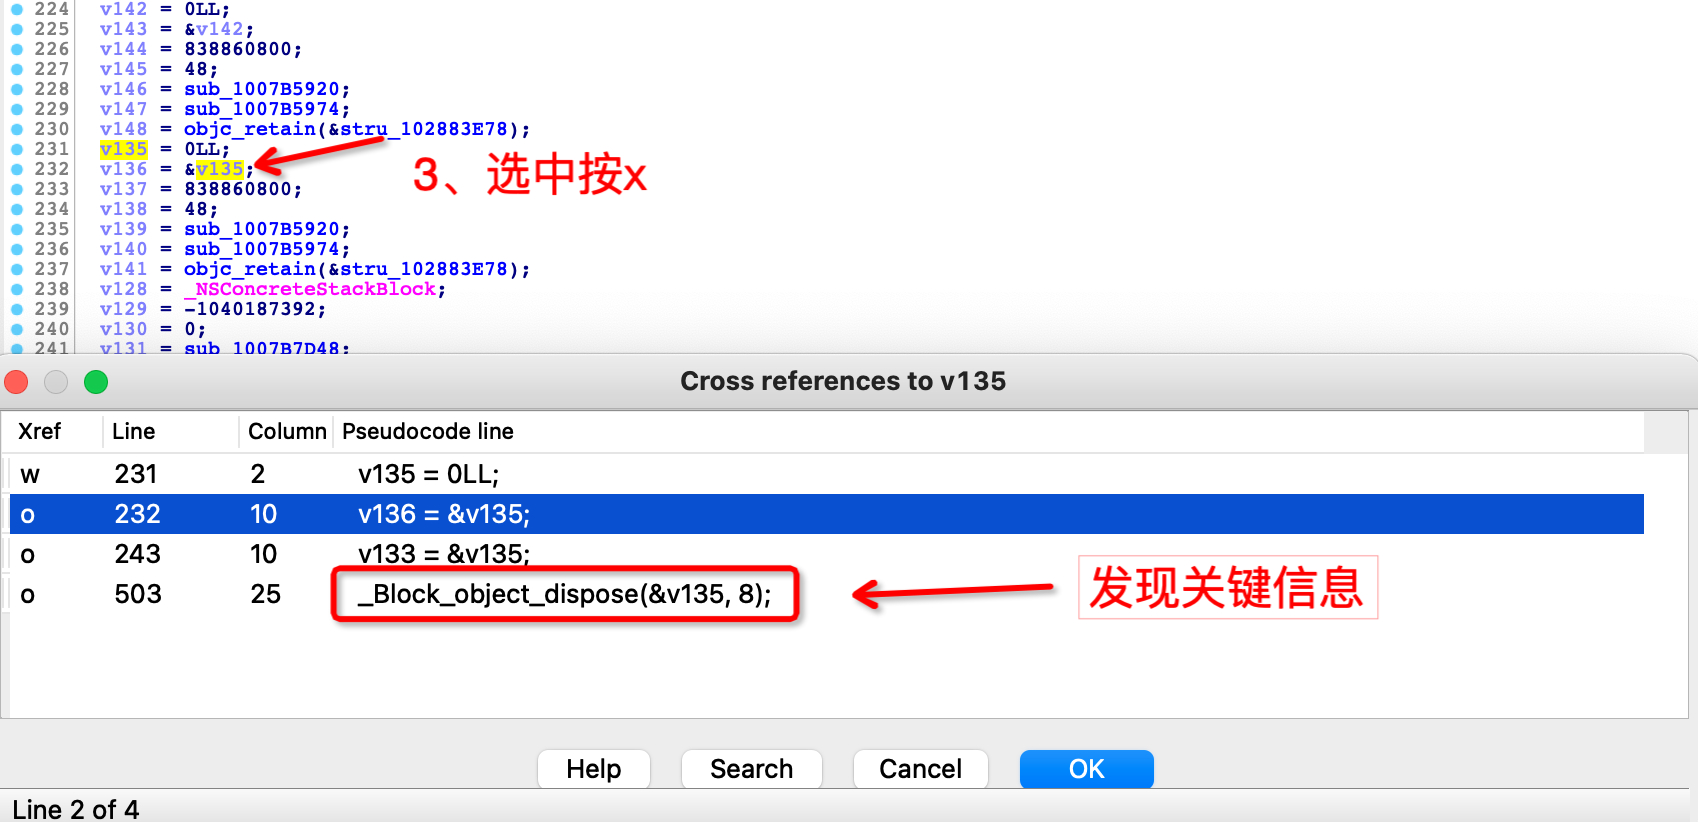 224 v142 = 0LL;
225 v143 = &v142;
226 v144 = 838860800;
227 v145 = 48;
228 v146 = sub_1007B5920;
229 v147 = sub_1007B5974;
230 v148 = objc_retain(&stru_102883E78);
231 v135 = 0LL;
232 v136 = &v135;
3、选中按x
233 v137 = 838860800;
234 v138 = 48;
235 v139 = sub_1007B5920;
236 v140 = sub_1007B5974;
237 v141 = objc_retain(&stru_102883E78);
238 v128 = _NSConcreteStackBlock;
239 v129 = -1040187392;
240 v130 = 0;
241 v131 = sub_1007B7D48;
Cross references to v135
Xref Line Column Pseudocode line
w 231 2 v135 = 0LL;
o 232 10 v136 = &v135;
o 243 10 v133 = &v135;
o 503 25 _Block_object_dispose(&v135, 8);
发现关键信息
Help Search Cancel OK
Line 2 of 4